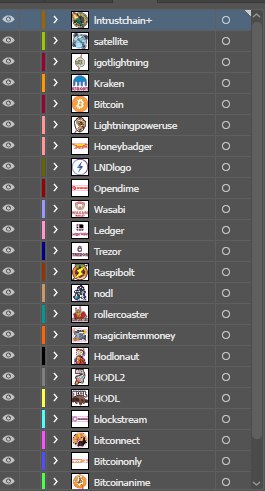 Intrustchain+
satellite
igotlightning
Kraken
Bitcoin
Lightningpoweruse
Honeybadger
LNDlogo
Opendime
Wasabi
Ledger
Trezor
Raspibolt
nodl
rollercoaster
magicinternmoney
Hodlonaut
HODL2
HODL
blockstream
bitconnect
Bitcoinonly
Bitcoinanime